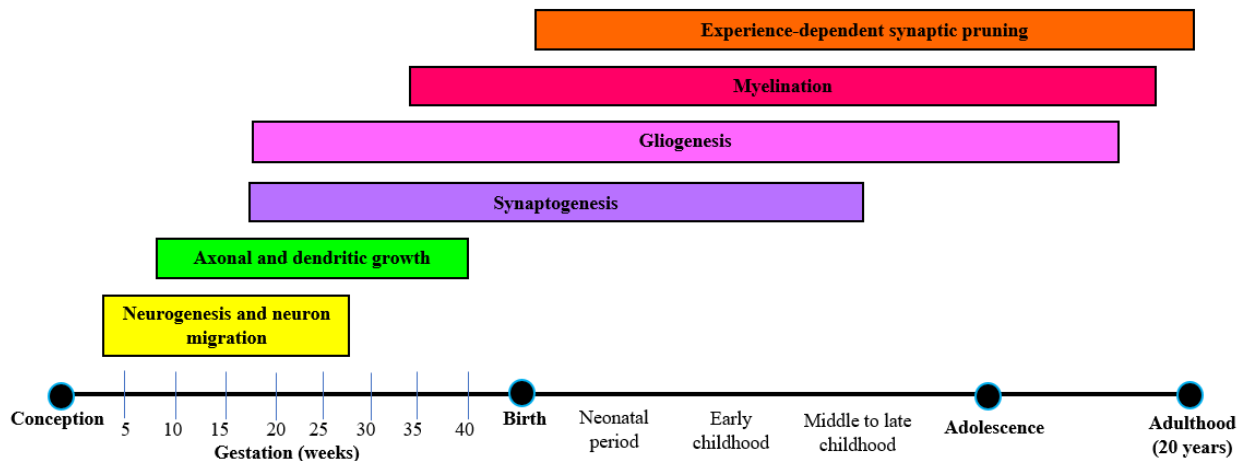 Experience-dependent synaptic pruning
Myelination
Gliogenesis
Synaptogenesis
Axonal and dendritic growth
Neurogenesis and neuron
migration
Conception
5 10 15 20 25 30 35 40
Gestation (weeks)
Birth
Neonatal
period
Early
childhood
Middle to late
childhood
Adolescence
Adulthood
(20 years)